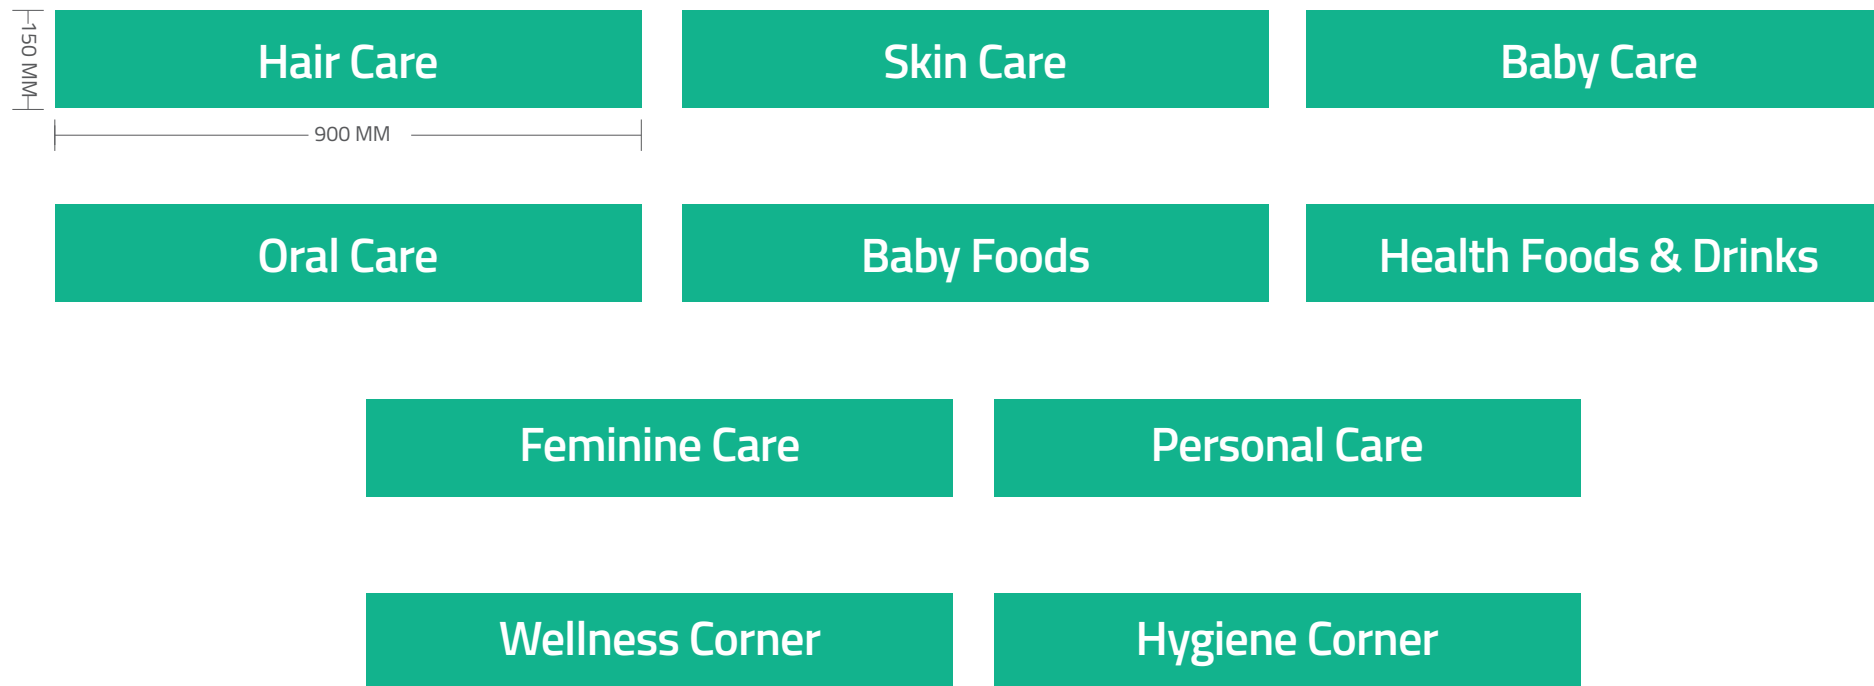 150 MM
Hair Care
Skin Care
Baby Care
900 MM
Oral Care
Baby Foods
Health Foods & Drinks
Feminine Care
Personal Care
Wellness Corner
Hygiene Corner